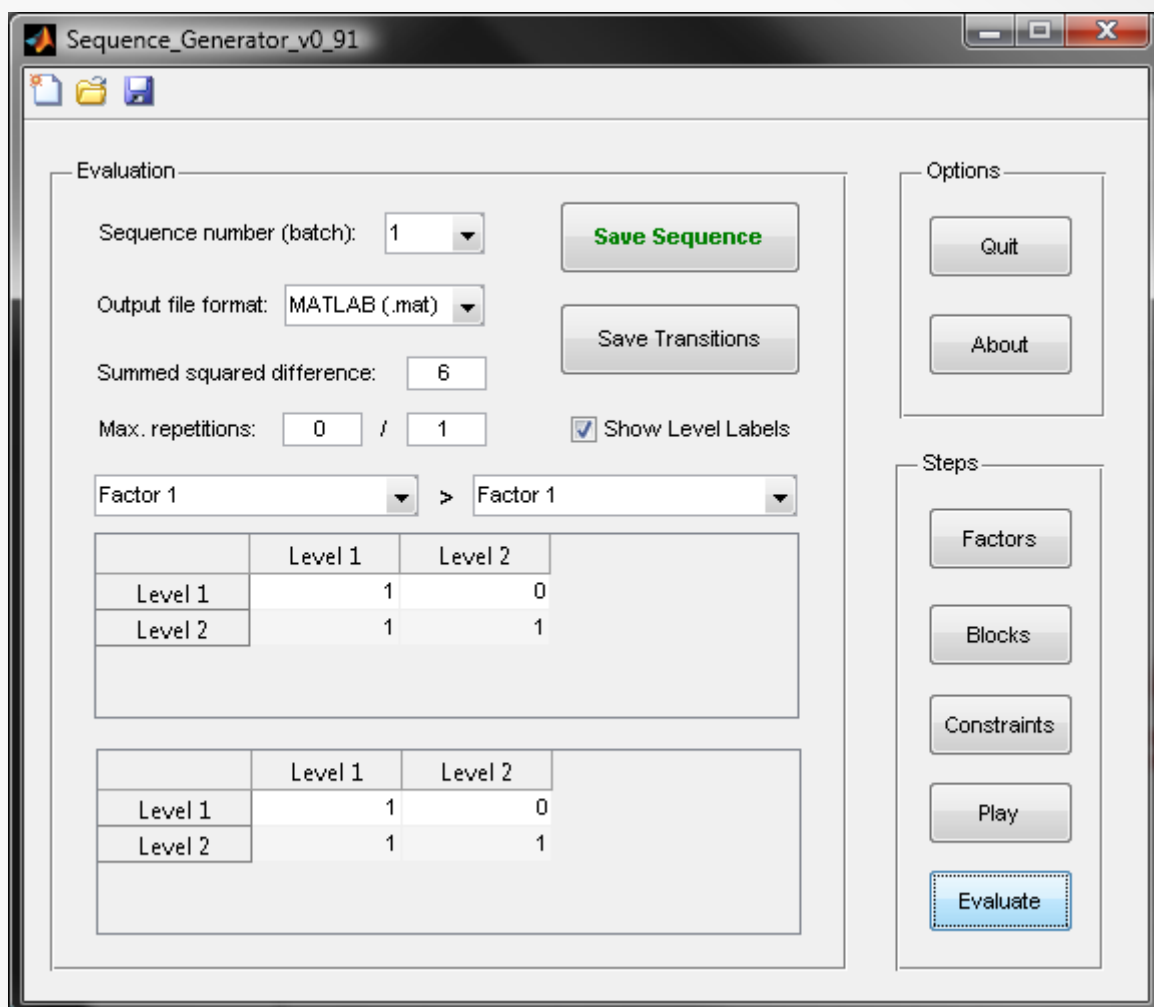 Sequence_Generator_v0_91
Evaluation
Sequence number (batch): 1
Save Sequence
Output file format: MATLAB (.mat)
Save Transitions
Summed squared difference: 6
Max. repetitions: 0 / 1
Show Level Labels
Factor 1 > Factor 1
Level 1 Level 2
Level 1 1 0
Level 2 1 1
Level 1 Level 2
Level 1 1 0
Level 2 1 1
Options
Quit
About
Steps
Factors
Blocks
Constraints
Play
Evaluate